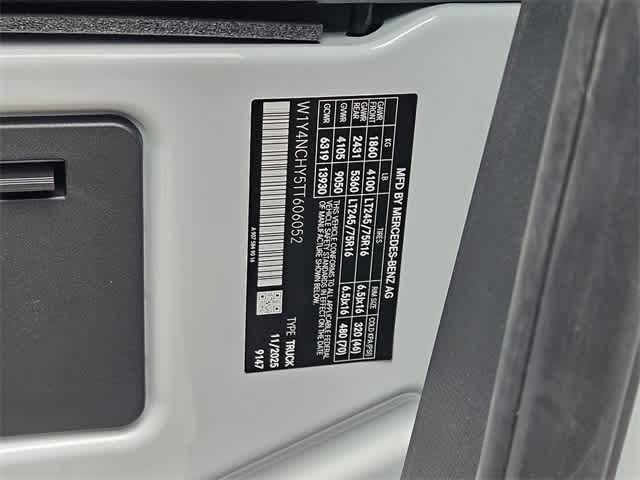 MFD BY MERCEDES-BENZ AG
KG LB TIRES RIM SIZE COLD KPA (PSI)
GAWR FRONT 1860 4100 LT245/75R16 6.5Jx16 320 (46)
GAWR REAR 2431 5360 LT245/75R16 6.5Jx16 480 (70)
GVWR 4105 9050
GCWR 6319 13930
THIS VEHICLE CONFORMS TO ALL APPLICABLE FEDERAL
VEHICLE SAFETY STANDARDS IN EFFECT ON THE DATE OF
MANUFACTURE SHOWN BELOW.
W1Y4NCHY5TT606052
TYPE TRUCK
11/2025
9147